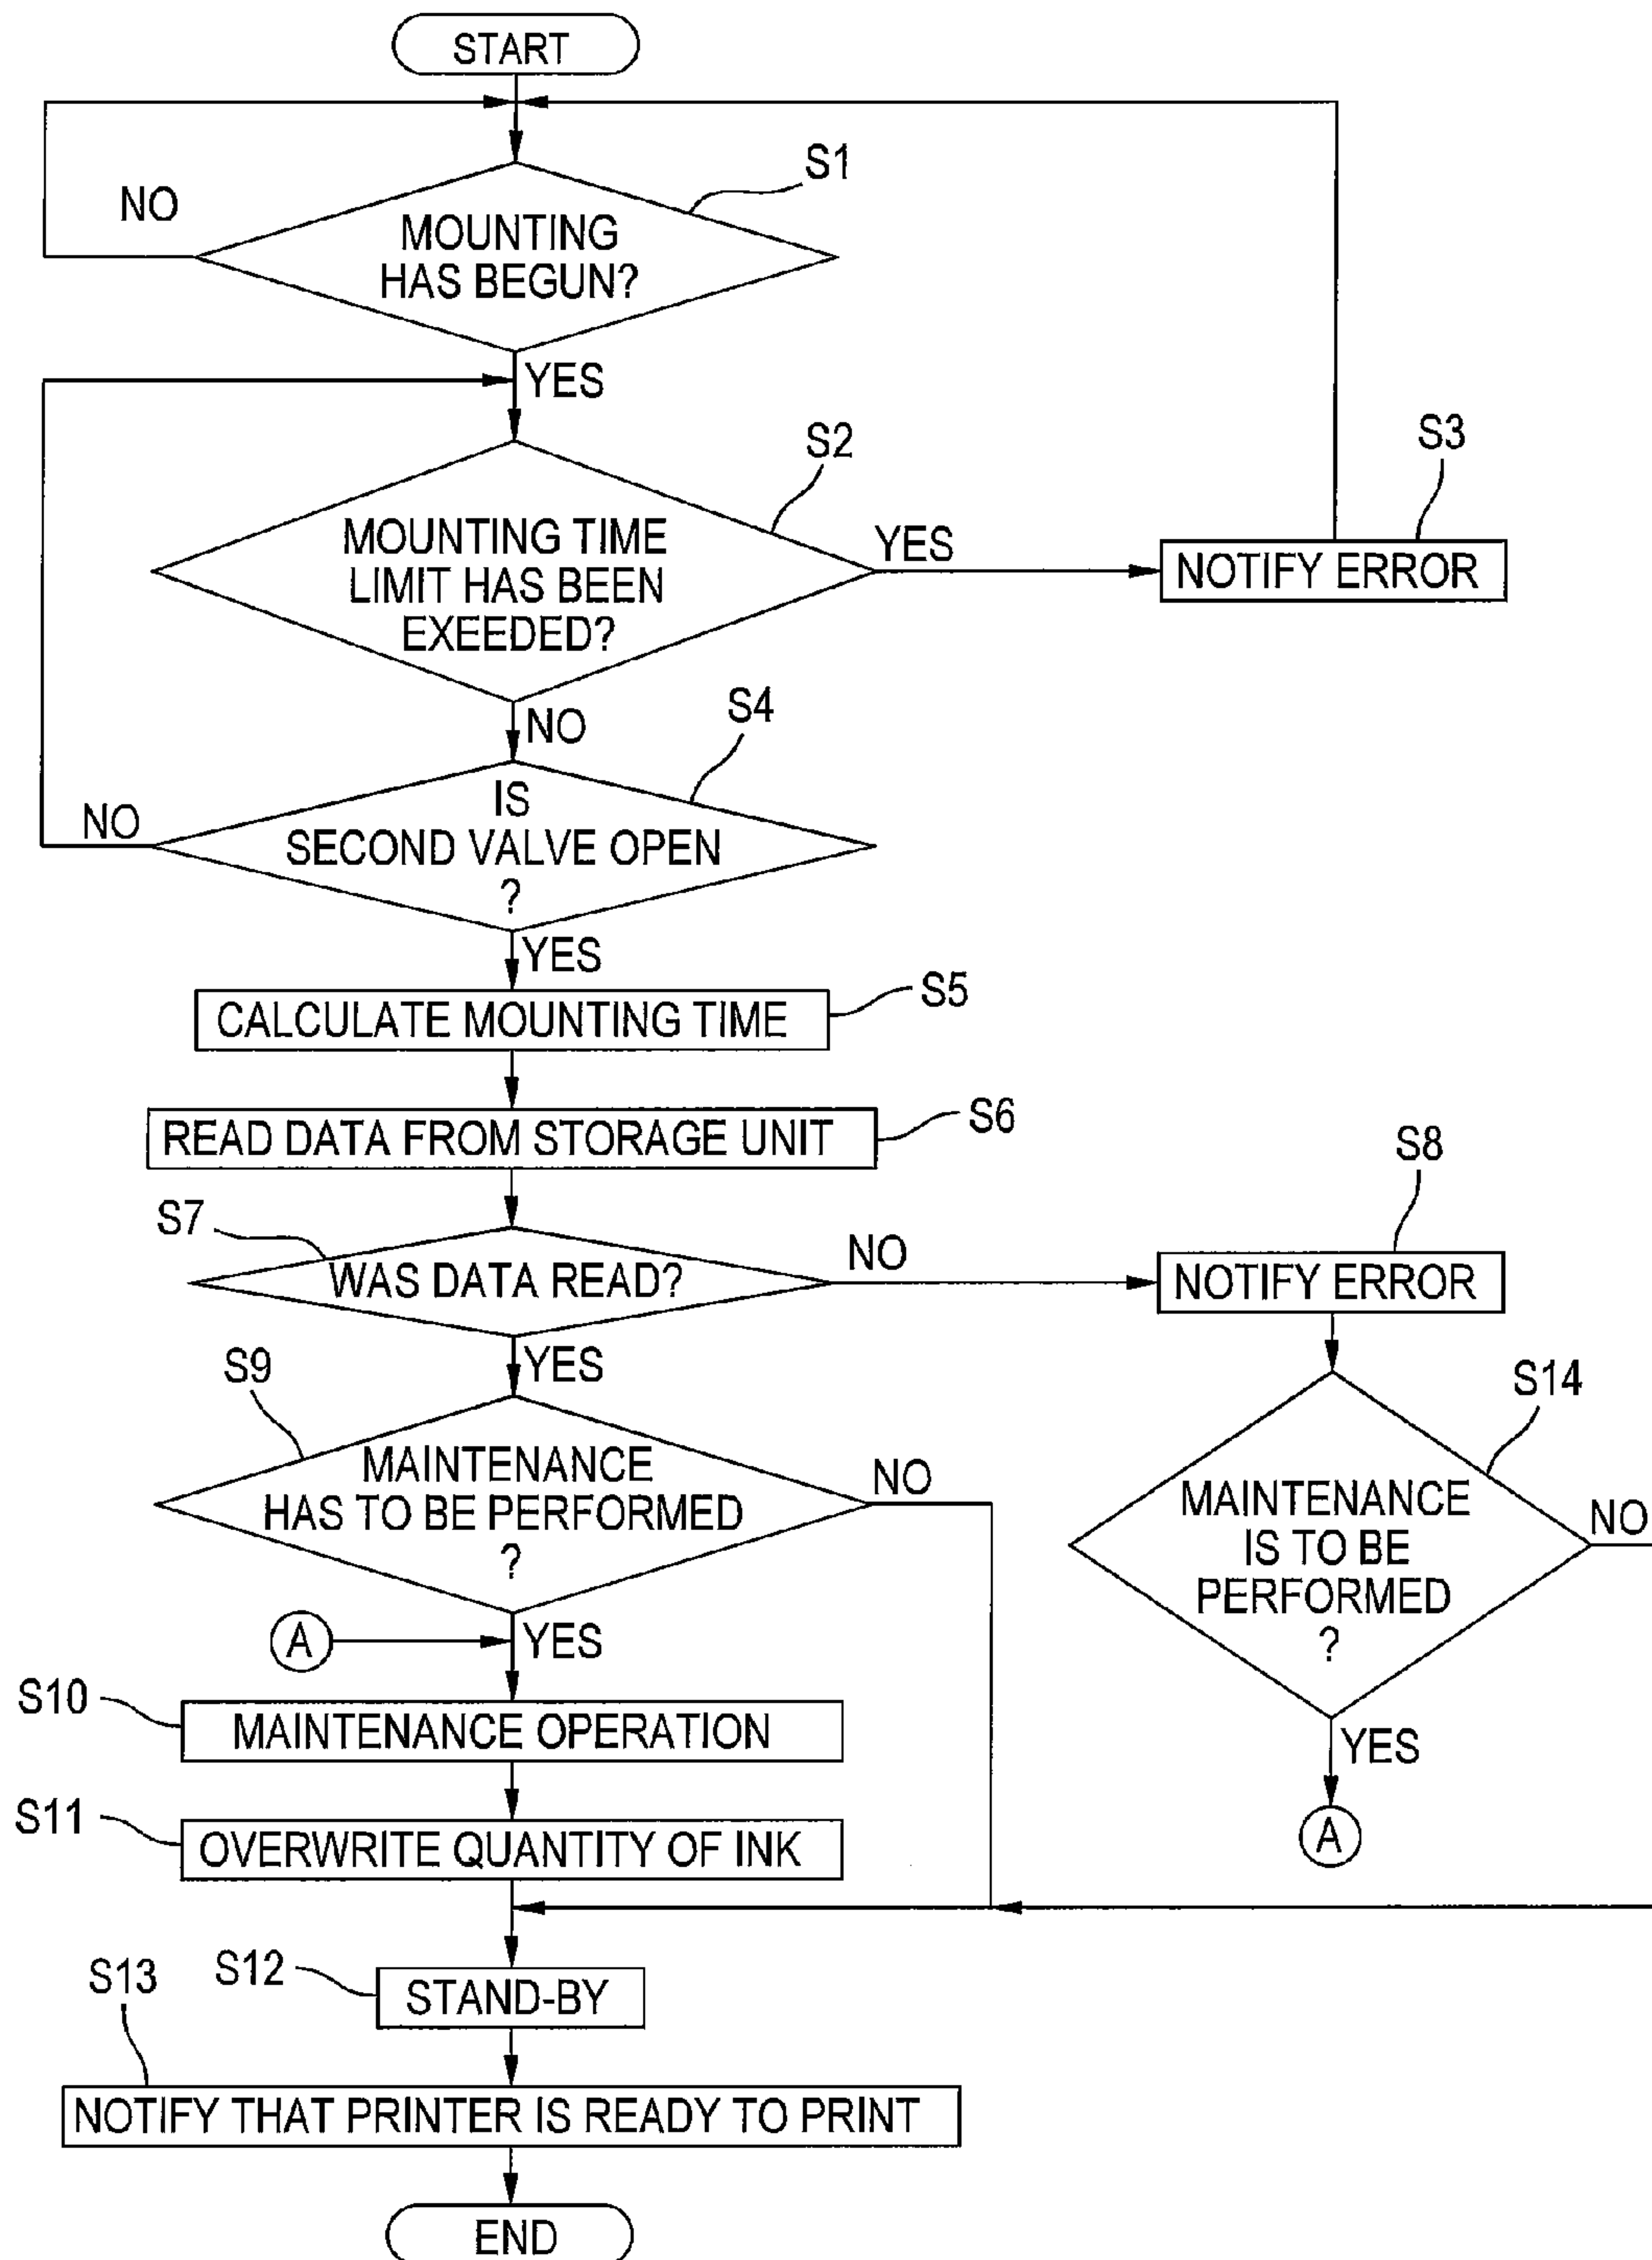 START
S1
NO
MOUNTING
HAS BEGUN?
YES
S2
S3
MOUNTING TIME
LIMIT HAS BEEN
EXEEDED?
YES
NOTIFY ERROR
NO
S4
IS
SECOND VALVE OPEN
?
NO
YES
CALCULATE MOUNTING TIME
S5
READ DATA FROM STORAGE UNIT
S6
S7
WAS DATA READ?
NO
S8
NOTIFY ERROR
YES
S9
MAINTENANCE
HAS TO BE PERFORMED
?
NO
S14
MAINTENANCE
IS TO BE
PERFORMED
?
NO
A
YES
YES
S10
MAINTENANCE OPERATION
A
S11
OVERWRITE QUANTITY OF INK
S12
STAND-BY
S13
NOTIFY THAT PRINTER IS READY TO PRINT
END